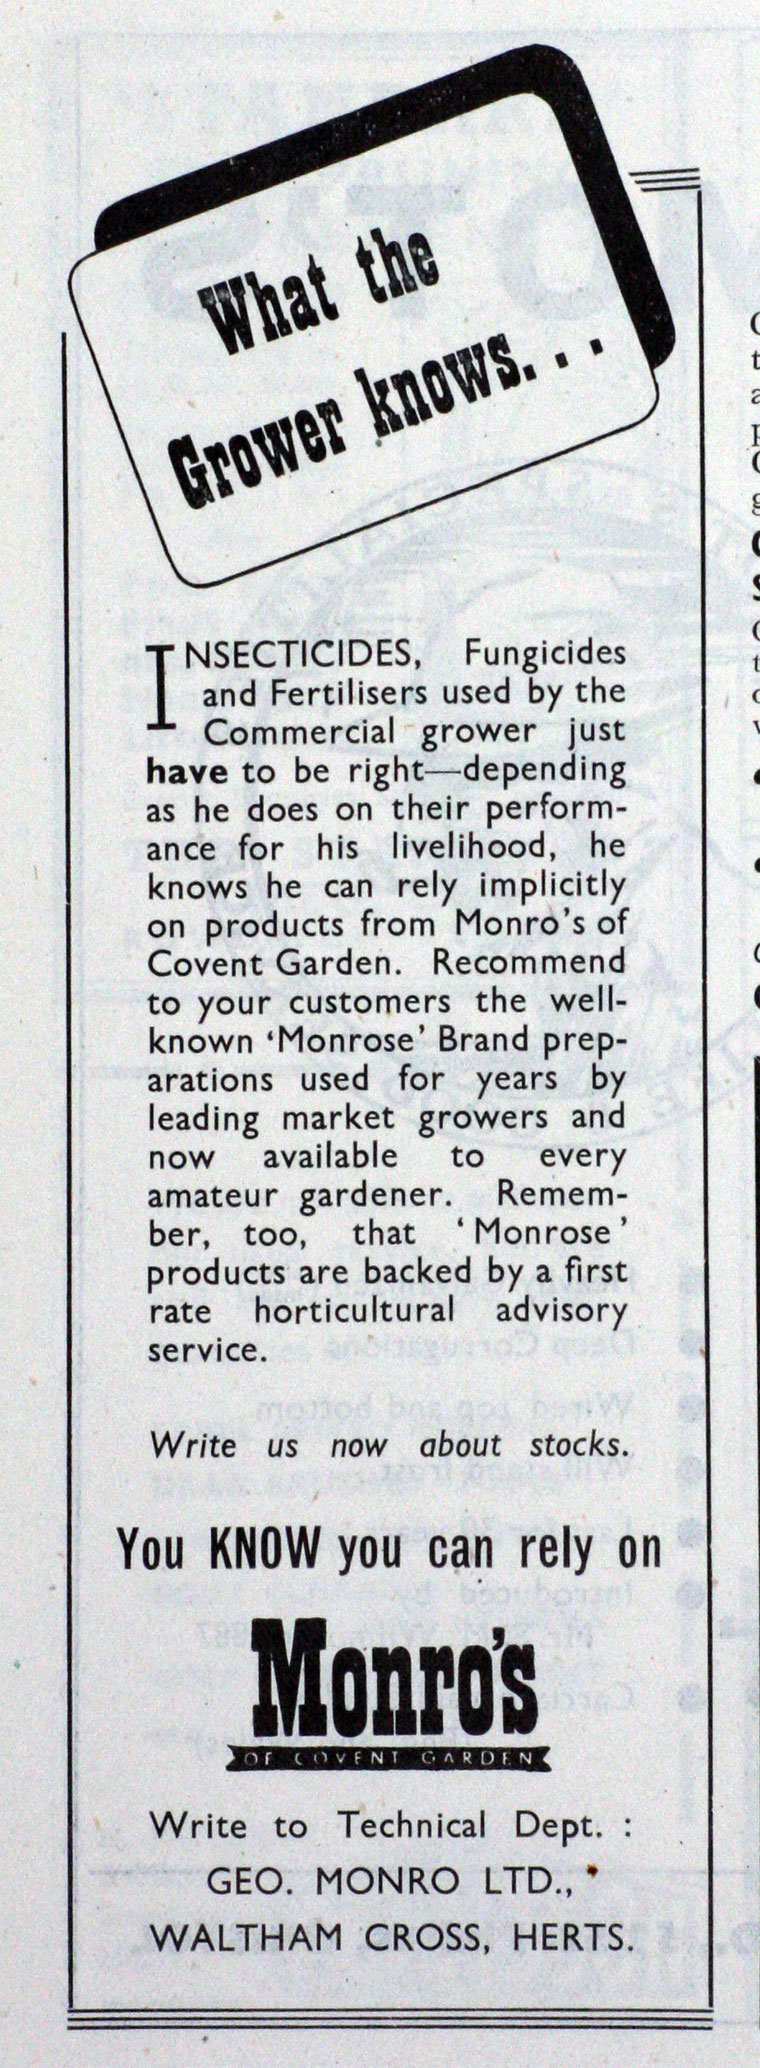 What the
Grower knows...
INSECTICIDES, Fungicides
and Fertilisers used by the
Commercial grower just
have to be right—depending
as he does on their perform-
ance for his livelihood, he
knows he can rely implicitly
on products from Monro's of
Covent Garden. Recommend
to your customers the well-
known 'Monrose' Brand prep-
arations used for years by
leading market growers and
now available to every
amateur gardener. Remem-
ber, too, that 'Monrose'
products are backed by a first
rate horticultural advisory
service.
Write us now about stocks.
You KNOW you can rely on
Monro's
OF COVENT GARDEN
Write to Technical Dept. :
GEO. MONRO LTD.,
WALTHAM CROSS, HERTS.